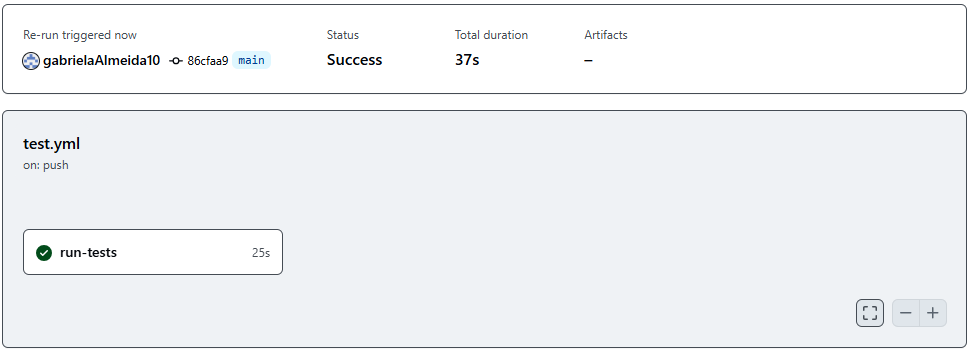 Re-run triggered now
gabrielaAlmeida10 86cfaa9 main
Status
Success
Total duration
37s
Artifacts
–
test.yml
on: push
run-tests 25s